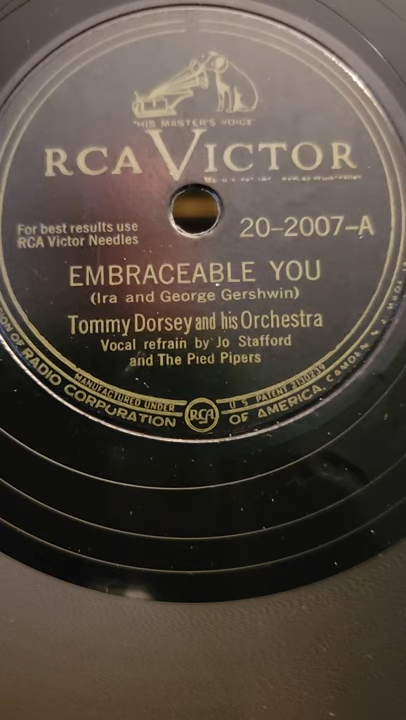 "HIS MASTER'S VOICE"
RCA VICTOR
For best results use
RCA Victor Needles
20-2007-A
EMBRACEABLE YOU
(Ira and George Gershwin)
Tommy Dorsey and his Orchestra
Vocal refrain by Jo Stafford
and The Pied Pipers
MANUFACTURED UNDER
RCA
U S PATENT
OF RADIO CORPORATION
OF AMERICA, CAMDEN